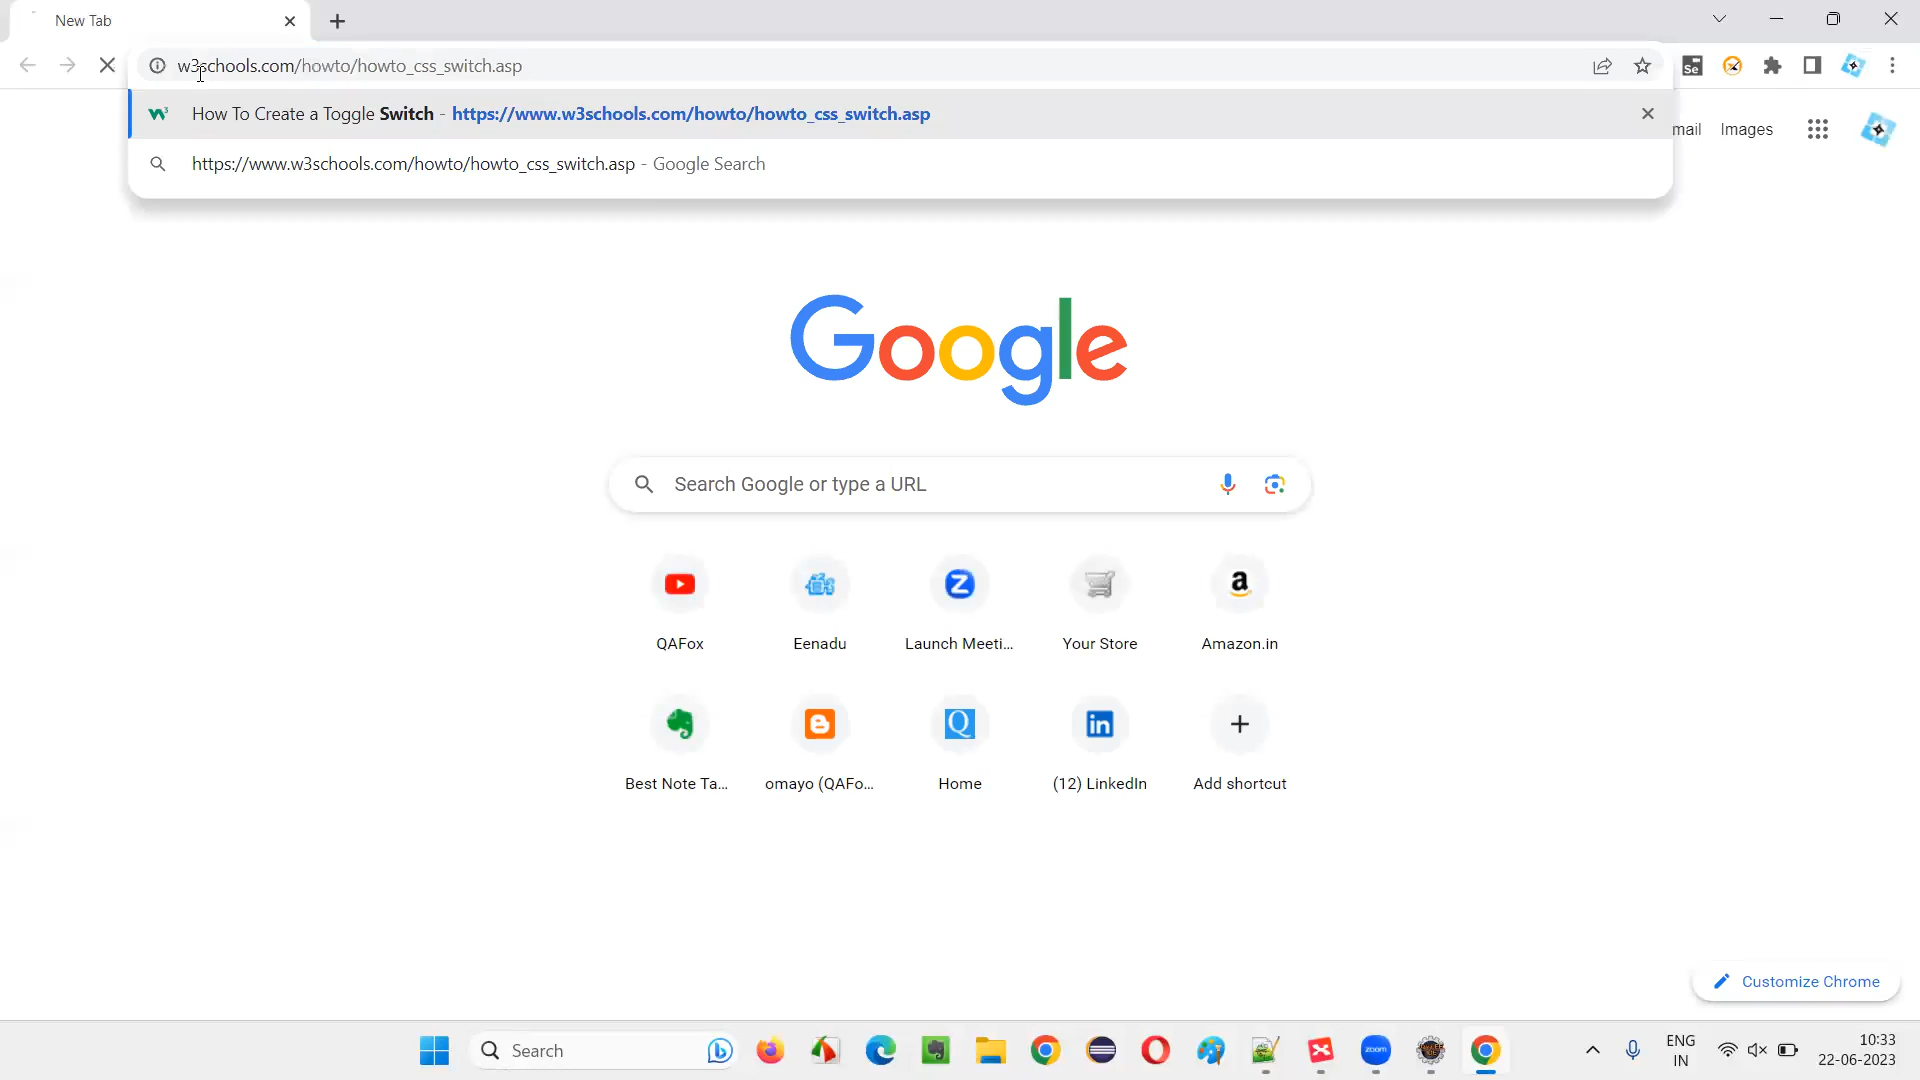 New Tab
w3schools.com/howto/howto_css_switch.asp
How To Create a Toggle Switch - https://www.w3schools.com/howto/howto_css_switch.asp
https://www.w3schools.com/howto/howto_css_switch.asp - Google Search
mail Images
Google
Search Google or type a URL
QAFox Eenadu Launch Meeti... Your Store Amazon.in
Best Note Ta... omayo (QAFo... Home (12) LinkedIn Add shortcut
Customize Chrome
Search
zoom
ENG
IN
10:33
22-06-2023